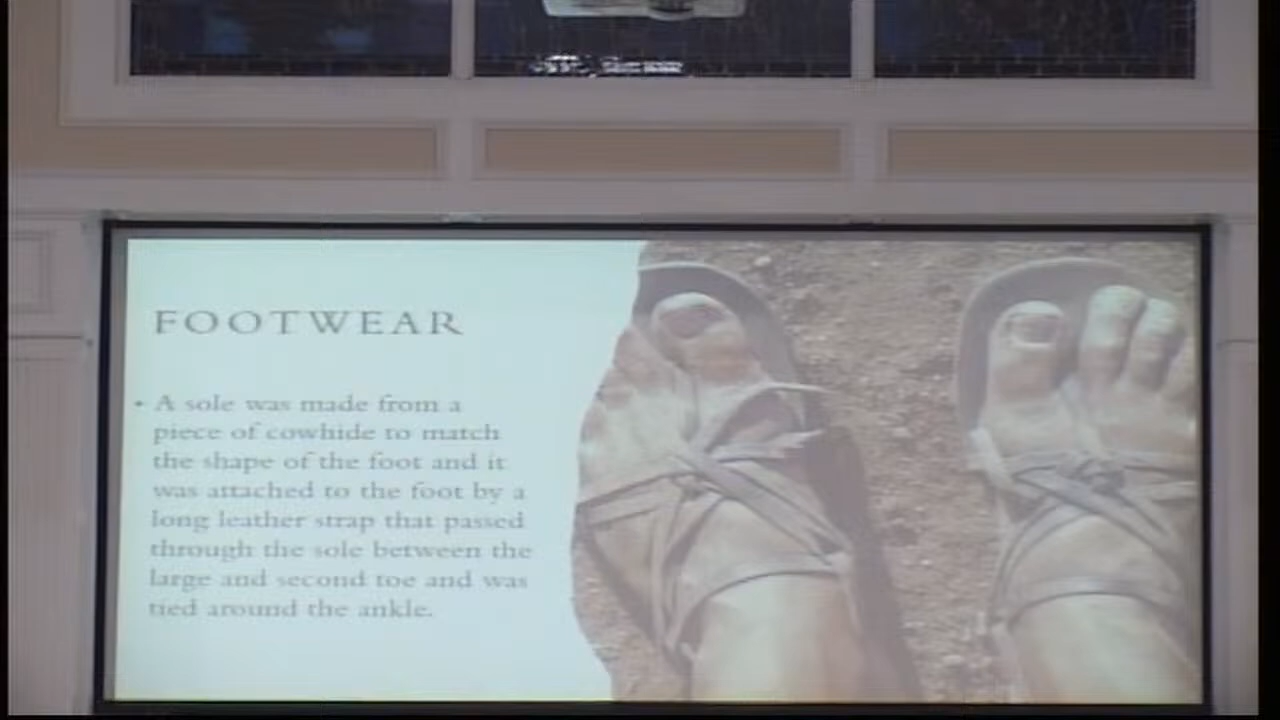 FOOTWEAR
• A sole was made from a
piece of cowhide to match
the shape of the foot and it
was attached to the foot by a
long leather strap that passed
through the sole between the
large and second toe and was
tied around the ankle.